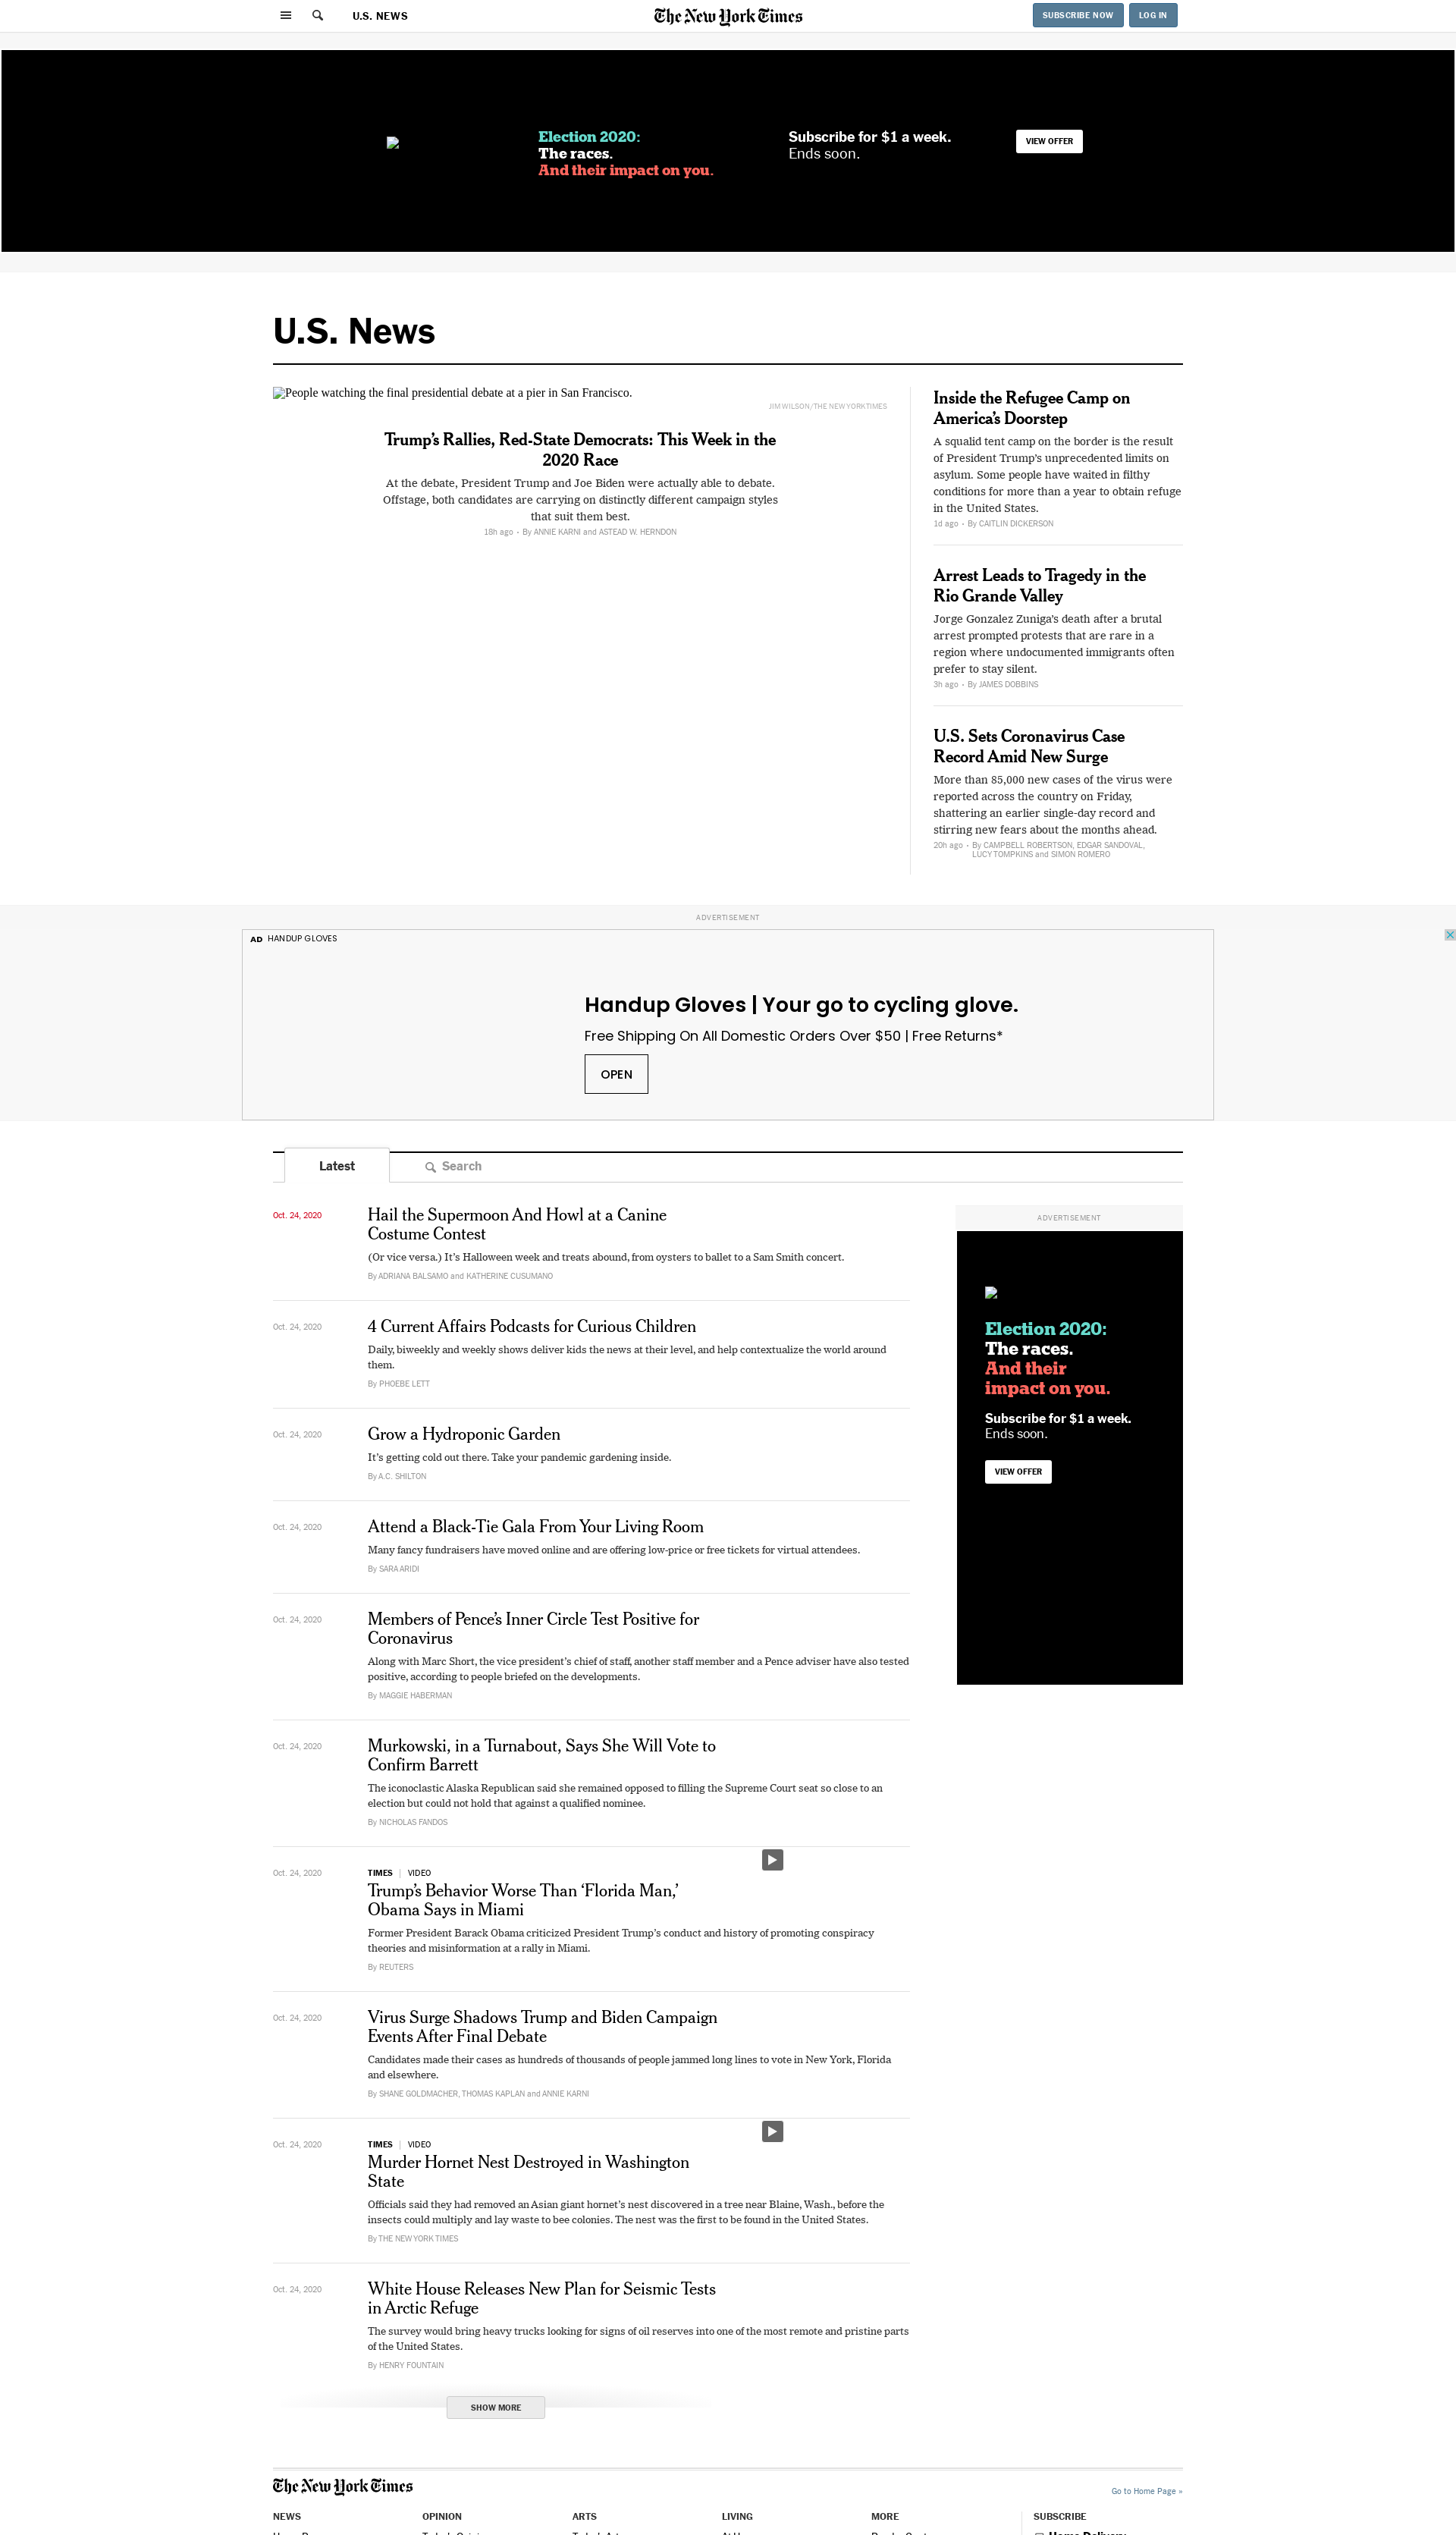 U.S. NEWS
The New York Times
SUBSCRIBE NOW
LOG IN
Election 2020:
The races.
And their impact on you.
Subscribe for $1 a week.
Ends soon.
VIEW OFFER
U.S. News
People watching the final presidential debate at a pier in San Francisco.
JIM WILSON/THE NEW YORK TIMES
Trump’s Rallies, Red-State Democrats: This Week in the
2020 Race
At the debate, President Trump and Joe Biden were actually able to debate.
Offstage, both candidates are carrying on distinctly different campaign styles
that suit them best.
18h ago • By ANNIE KARNI and ASTEAD W. HERNDON
Inside the Refugee Camp on
America’s Doorstep
A squalid tent camp on the border is the result
of President Trump’s unprecedented limits on
asylum. Some people have waited in filthy
conditions for more than a year to obtain refuge
in the United States.
1d ago • By CAITLIN DICKERSON
Arrest Leads to Tragedy in the
Rio Grande Valley
Jorge Gonzalez Zuniga’s death after a brutal
arrest prompted protests that are rare in a
region where undocumented immigrants often
prefer to stay silent.
3h ago • By JAMES DOBBINS
U.S. Sets Coronavirus Case
Record Amid New Surge
More than 85,000 new cases of the virus were
reported across the country on Friday,
shattering an earlier single-day record and
stirring new fears about the months ahead.
20h ago • By CAMPBELL ROBERTSON, EDGAR SANDOVAL,
LUCY TOMPKINS and SIMON ROMERO
ADVERTISEMENT
AD HANDUP GLOVES
Handup Gloves | Your go to cycling glove.
Free Shipping On All Domestic Orders Over $50 | Free Returns*
OPEN
Latest
Search
Oct. 24, 2020
Hail the Supermoon And Howl at a Canine
Costume Contest
(Or vice versa.) It’s Halloween week and treats abound, from oysters to ballet to a Sam Smith concert.
By ADRIANA BALSAMO and KATHERINE CUSUMANO
Oct. 24, 2020
4 Current Affairs Podcasts for Curious Children
Daily, biweekly and weekly shows deliver kids the news at their level, and help contextualize the world around
them.
By PHOEBE LETT
Oct. 24, 2020
Grow a Hydroponic Garden
It’s getting cold out there. Take your pandemic gardening inside.
By A.C. SHILTON
Oct. 24, 2020
Attend a Black-Tie Gala From Your Living Room
Many fancy fundraisers have moved online and are offering low-price or free tickets for virtual attendees.
By SARA ARIDI
Oct. 24, 2020
Members of Pence’s Inner Circle Test Positive for
Coronavirus
Along with Marc Short, the vice president’s chief of staff, another staff member and a Pence adviser have also tested
positive, according to people briefed on the developments.
By MAGGIE HABERMAN
Oct. 24, 2020
Murkowski, in a Turnabout, Says She Will Vote to
Confirm Barrett
The iconoclastic Alaska Republican said she remained opposed to filling the Supreme Court seat so close to an
election but could not hold that against a qualified nominee.
By NICHOLAS FANDOS
Oct. 24, 2020
TIMES | VIDEO
Trump’s Behavior Worse Than ‘Florida Man,’
Obama Says in Miami
Former President Barack Obama criticized President Trump’s conduct and history of promoting conspiracy
theories and misinformation at a rally in Miami.
By REUTERS
Oct. 24, 2020
Virus Surge Shadows Trump and Biden Campaign
Events After Final Debate
Candidates made their cases as hundreds of thousands of people jammed long lines to vote in New York, Florida
and elsewhere.
By SHANE GOLDMACHER, THOMAS KAPLAN and ANNIE KARNI
Oct. 24, 2020
TIMES | VIDEO
Murder Hornet Nest Destroyed in Washington
State
Officials said they had removed an Asian giant hornet’s nest discovered in a tree near Blaine, Wash., before the
insects could multiply and lay waste to bee colonies. The nest was the first to be found in the United States.
By THE NEW YORK TIMES
Oct. 24, 2020
White House Releases New Plan for Seismic Tests
in Arctic Refuge
The survey would bring heavy trucks looking for signs of oil reserves into one of the most remote and pristine parts
of the United States.
By HENRY FOUNTAIN
SHOW MORE
ADVERTISEMENT
Election 2020:
The races.
And their
impact on you.
Subscribe for $1 a week.
Ends soon.
VIEW OFFER
The New York Times
Go to Home Page »
NEWS
OPINION
ARTS
LIVING
MORE
SUBSCRIBE